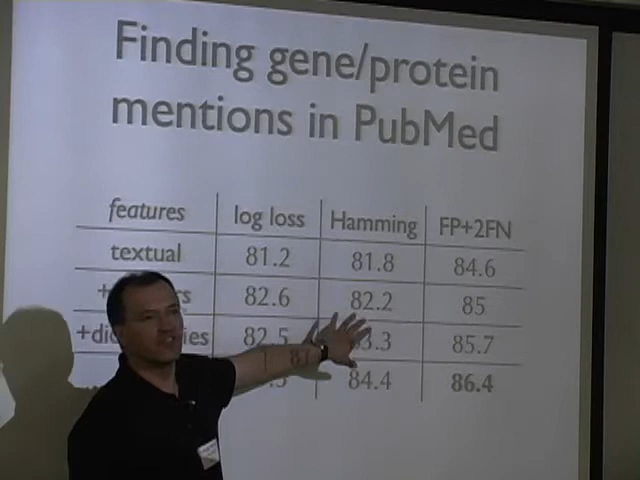 Finding gene/protein
mentions in PubMed
features log loss Hamming FP+2FN
textual 81.2 81.8 84.6
82.6 82.2 85
82.5 85.7
84.4 86.4